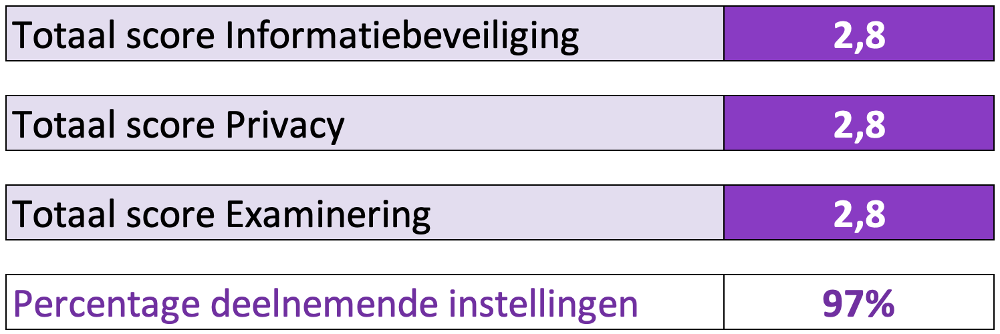 Totaal score Informatiebeveiliging 2,8
Totaal score Privacy 2,8
Totaal score Examinering 2,8
Percentage deelnemende instellingen 97%